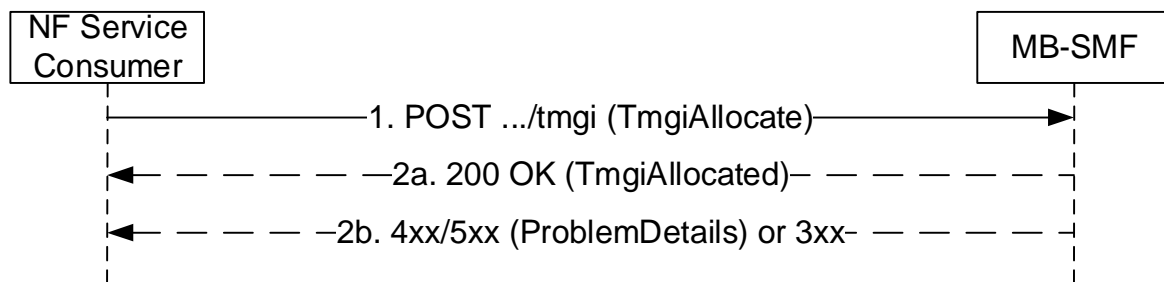 NF Service
Consumer
MB-SMF
1. POST .../tmgi (TmgiAllocate)
2a. 200 OK (TmgiAllocated)
2b. 4xx/5xx (ProblemDetails) or 3xx